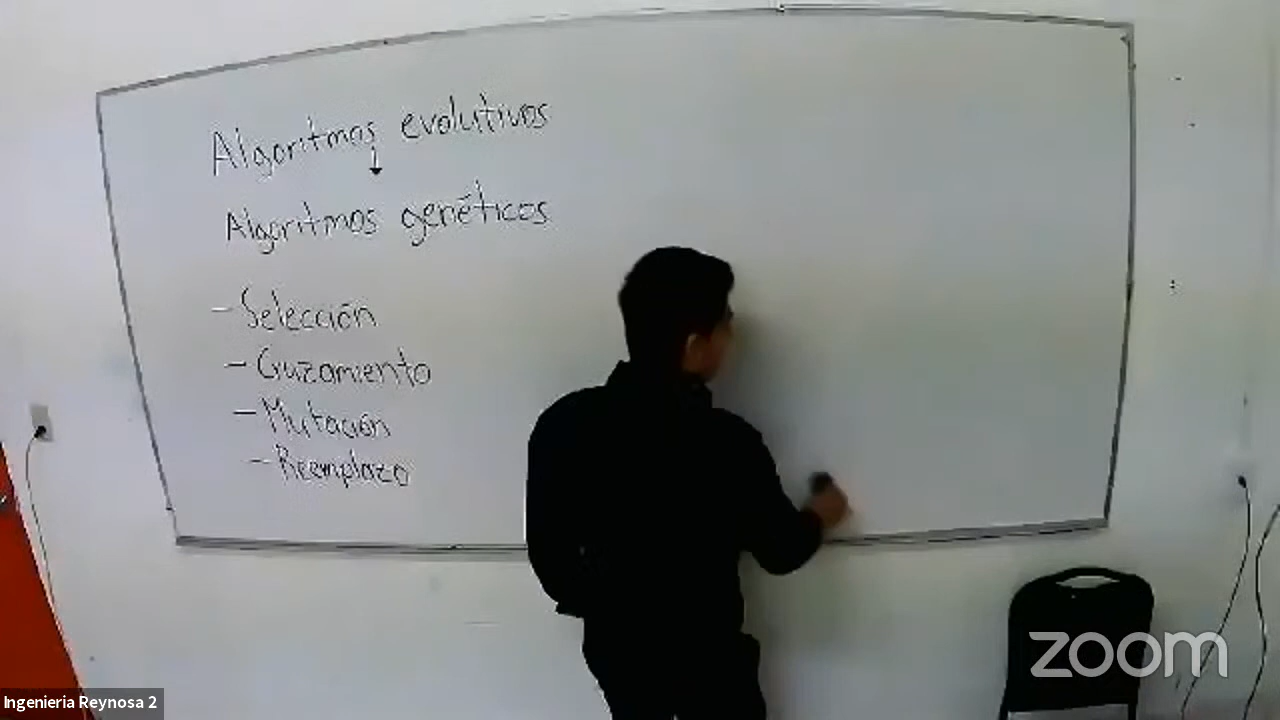 Algoritmos evolutivos
Algoritmos genéticos
- Selección
- Cruzamiento
- Mutación
- Reemplazo
zoom
Ingenieria Reynosa 2